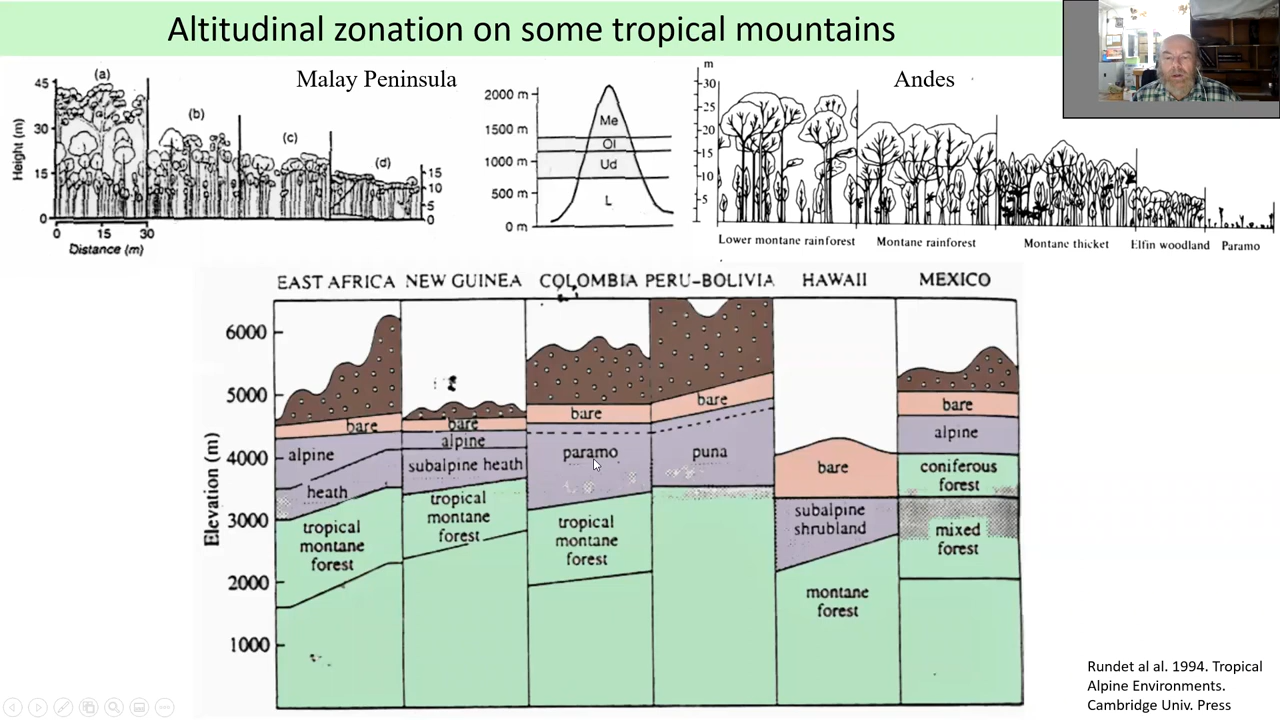 Altitudinal zonation on some tropical mountains
Malay Peninsula
Andes
(a)
(b)
(c)
(d)
Height (m)
45
30
15
0
15
10
5
0
0 15 30
Distance (m)
2000 m
1500 m
1000 m
500 m
0 m
Me
Ol
Ud
L
m
30
25
20
15
10
5
Lower montane rainforest
Montane rainforest
Montane thicket
Elfin woodland
Paramo
EAST AFRICA
NEW GUINEA
COLOMBIA
PERU-BOLIVIA
HAWAII
MEXICO
Elevation (m)
6000
5000
4000
3000
2000
1000
bare
alpine
heath
tropical
montane
forest
bare
alpine
subalpine heath
tropical
montane
forest
bare
paramo
tropical
montane
forest
bare
puna
bare
subalpine
shrubland
montane
forest
bare
alpine
coniferous
forest
mixed
forest
Rundet al al. 1994. Tropical
Alpine Environments.
Cambridge Univ. Press